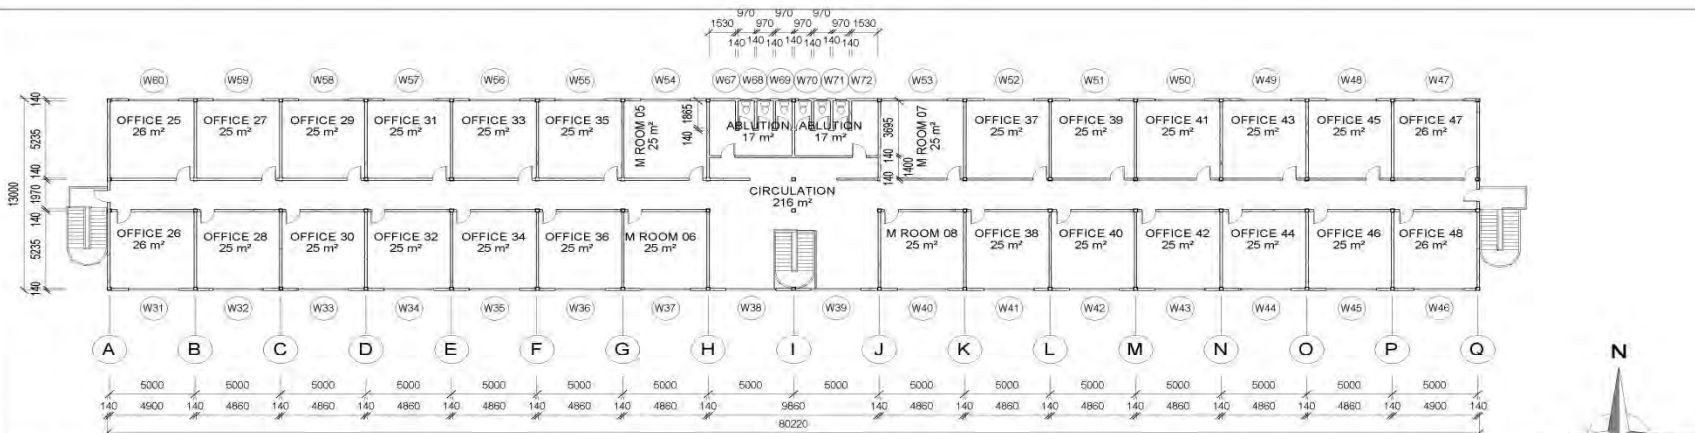 970 970 970
1530 970 970 970 1530
140 140 140 140 140 140 140
W60 W59 W58 W57 W56 W55 W54 W67 W68 W69 W70 W71 W72 W53 W52 W51 W50 W49 W48 W47
140
5235
140
1970
140
5235
140
13000
OFFICE 25
26 m²
OFFICE 27
25 m²
OFFICE 29
25 m²
OFFICE 31
25 m²
OFFICE 33
25 m²
OFFICE 35
25 m²
M ROOM 05
25 m²
1865
140
ABLUTION
17 m²
ABLUTION
17 m²
3695
140
1400
140
M ROOM 07
25 m²
OFFICE 37
25 m²
OFFICE 39
25 m²
OFFICE 41
25 m²
OFFICE 43
25 m²
OFFICE 45
25 m²
OFFICE 47
26 m²
CIRCULATION
216 m²
OFFICE 26
26 m²
OFFICE 28
25 m²
OFFICE 30
25 m²
OFFICE 32
25 m²
OFFICE 34
25 m²
OFFICE 36
25 m²
M ROOM 06
25 m²
M ROOM 08
25 m²
OFFICE 38
25 m²
OFFICE 40
25 m²
OFFICE 42
25 m²
OFFICE 44
25 m²
OFFICE 46
25 m²
OFFICE 48
26 m²
W31 W32 W33 W34 W35 W36 W37 W38 W39 W40 W41 W42 W43 W44 W45 W46
A B C D E F G H I J K L M N O P Q
N
5000 5000 5000 5000 5000 5000 5000 5000 5000 5000 5000 5000 5000 5000 5000 5000
140 4900 140 4860 140 4860 140 4860 140 4860 140 4860 140 4860 140 9860 140 4860 140 4860 140 4860 140 4860 140 4860 140 4860 140 4900 140
80220